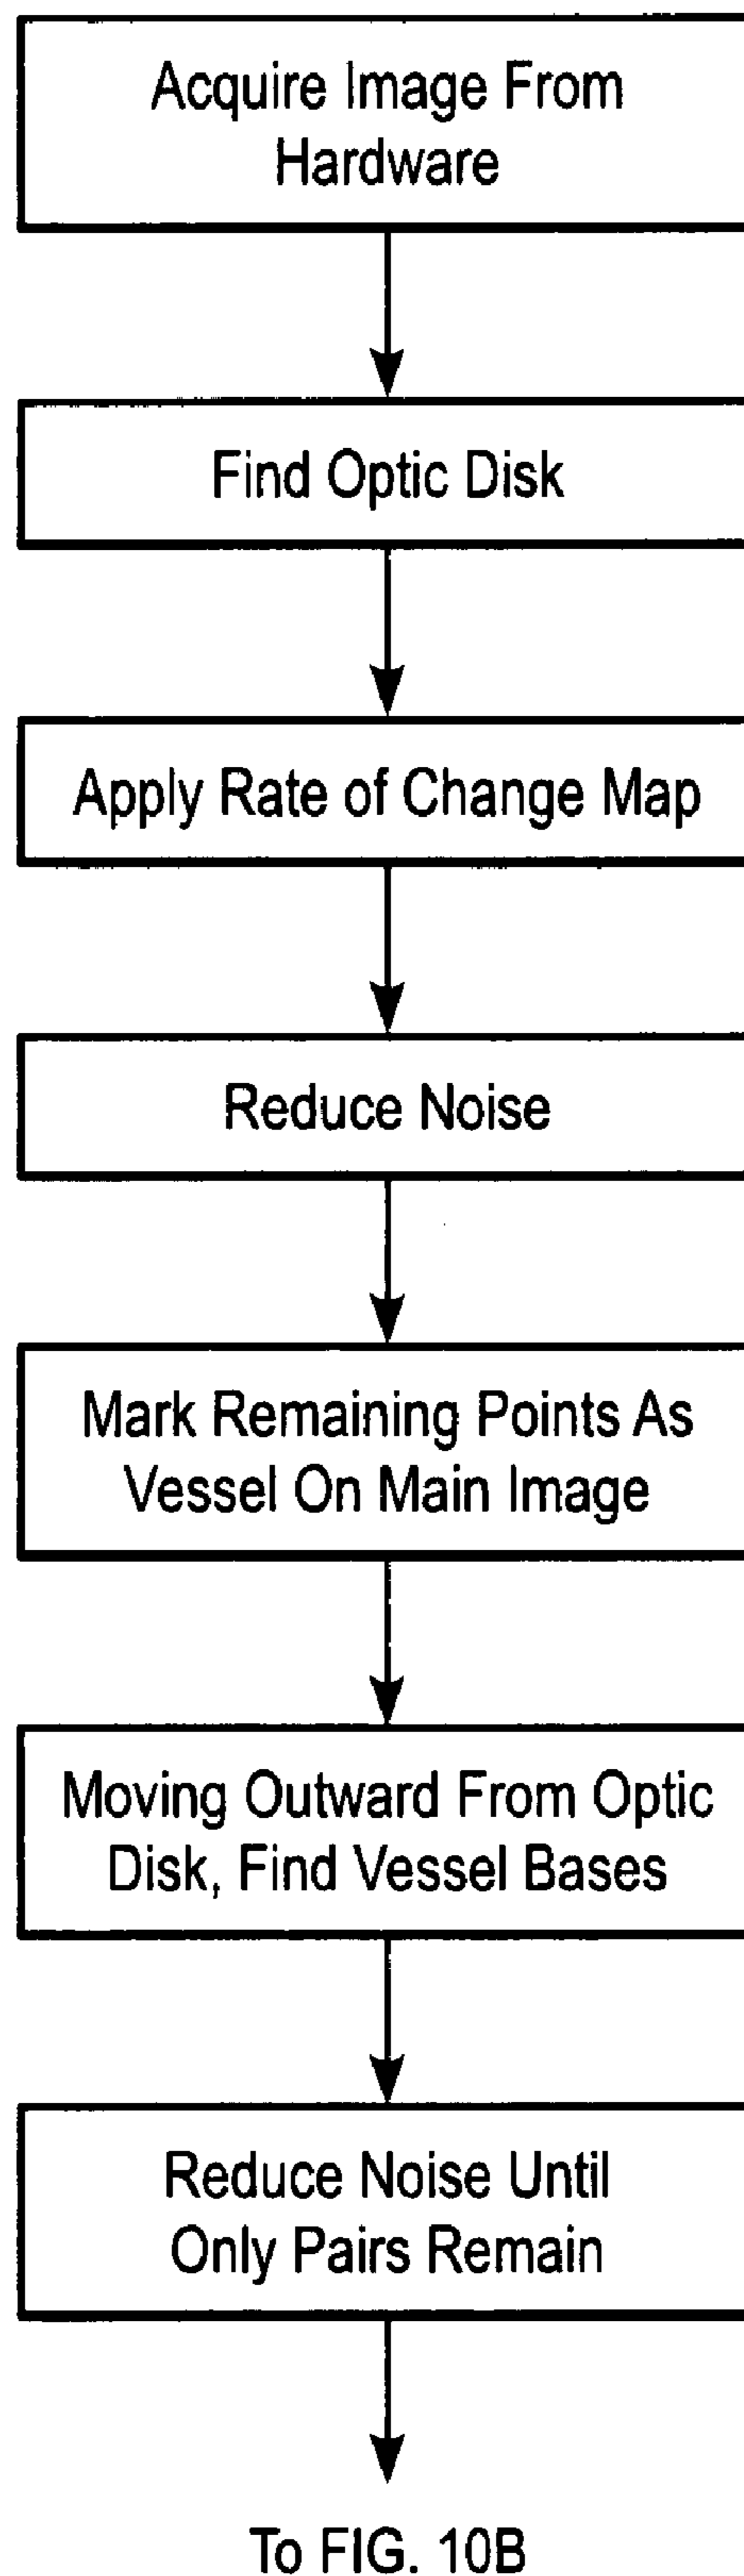 Acquire Image From
Hardware
Find Optic Disk
Apply Rate of Change Map
Reduce Noise
Mark Remaining Points As
Vessel On Main Image
Moving Outward From Optic
Disk, Find Vessel Bases
Reduce Noise Until
Only Pairs Remain
To FIG. 10B